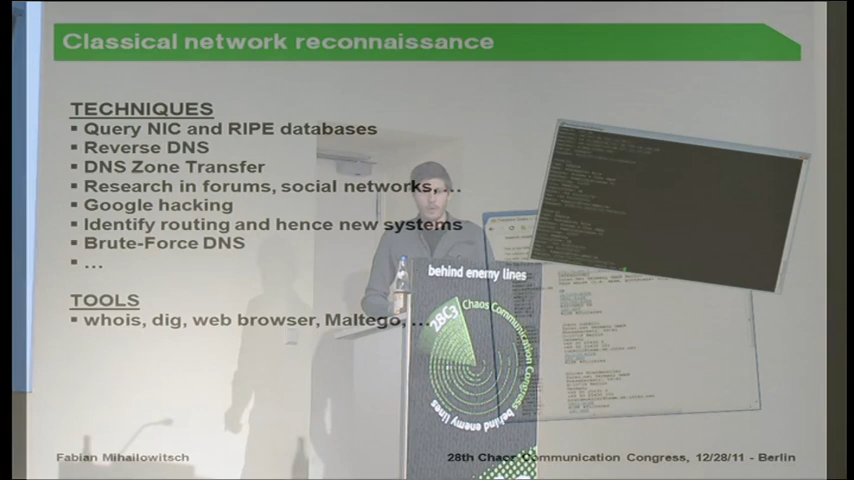 Classical network reconnaissance
TECHNIQUES
▪ Query NIC and RIPE databases
▪ Reverse DNS
▪ DNS Zone Transfer
▪ Research in forums, social networks, …
▪ Google hacking
▪ Identify routing and hence new systems
▪ Brute-Force DNS
▪ …
TOOLS
▪ whois, dig, web browser, Maltego, …
behind enemy lines
28C3 Chaos Communication Congress behind enemy lines
Fabian Mihailowitsch
28th Chaos Communication Congress, 12/28/11 - Berlin